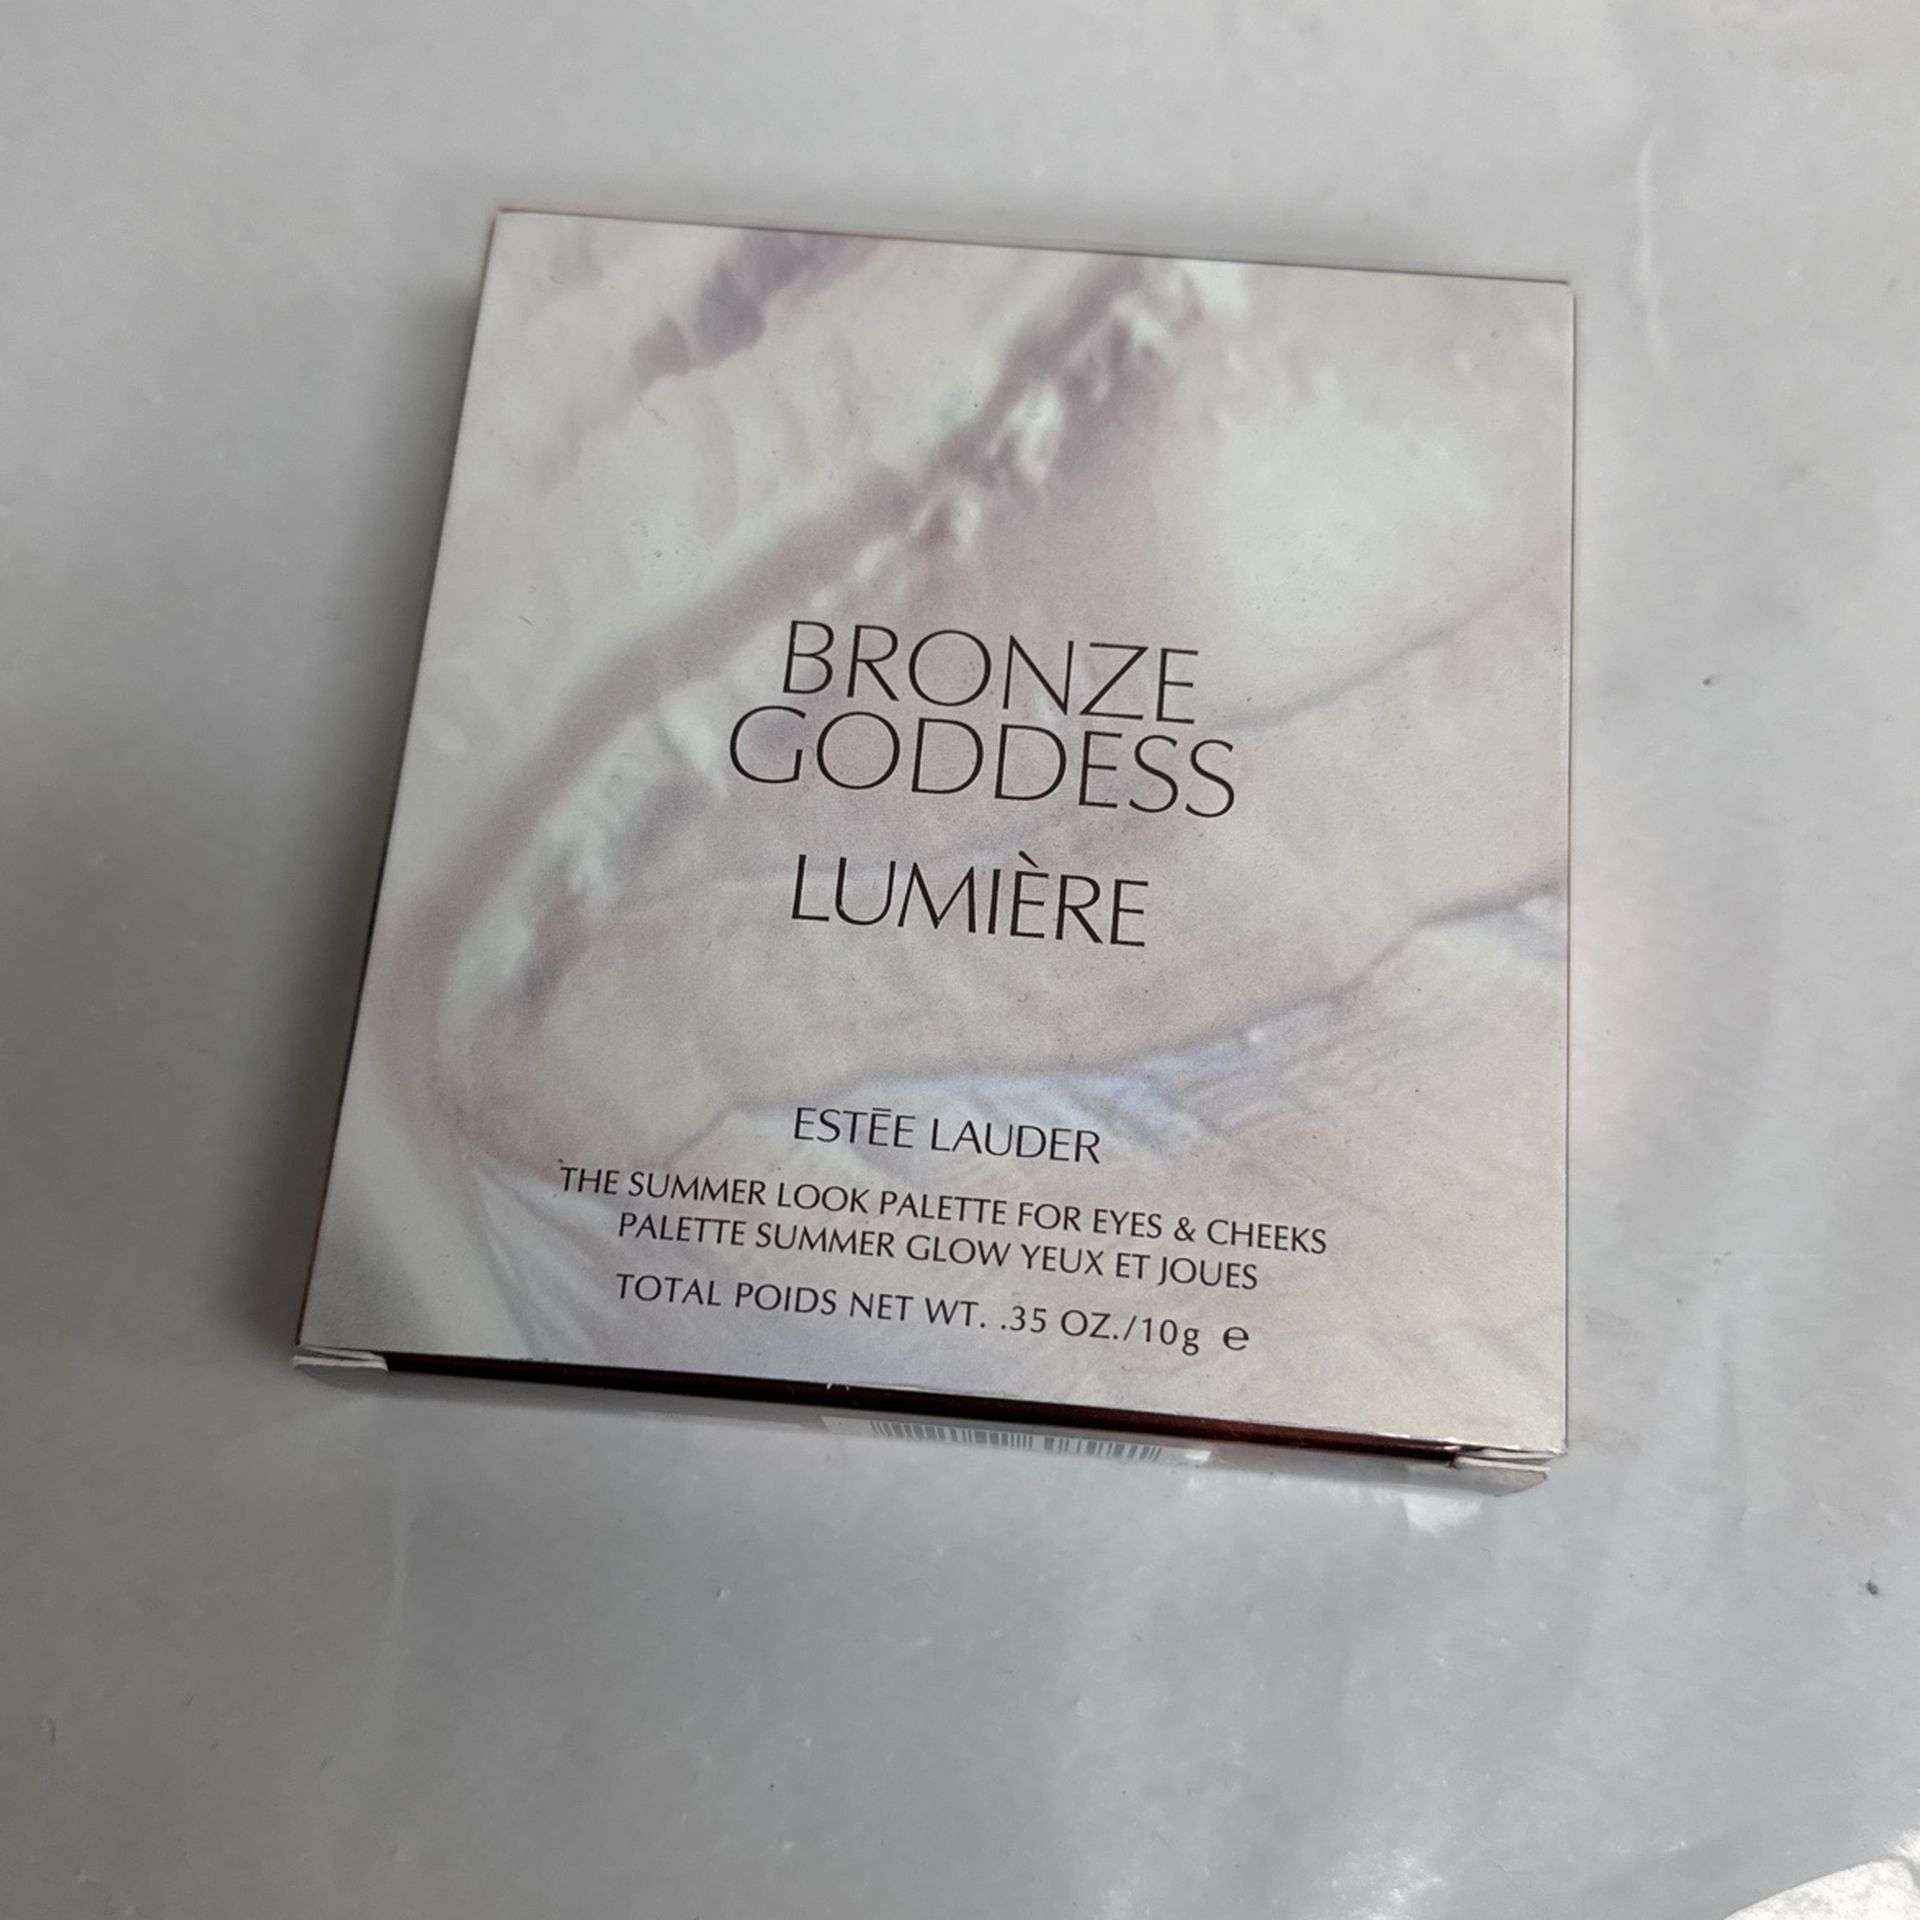 BRONZE
GODDESS
LUMIÈRE
ESTĒE LAUDER
THE SUMMER LOOK PALETTE FOR EYES & CHEEKS
PALETTE SUMMER GLOW YEUX ET JOUES
TOTAL POIDS NET WT. .35 OZ./10g ℮